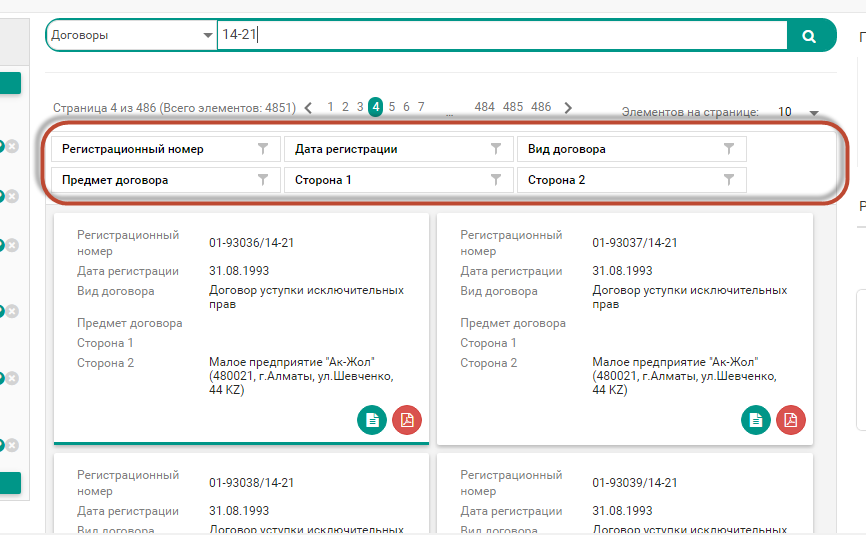 Договоры
14-21
Страница 4 из 486 (Всего элементов: 4851) 1 2 3 4 5 6 7 ... 484 485 486
Элементов на странице: 10
Регистрационный номер Дата регистрации Вид договора
Предмет договора Сторона 1 Сторона 2
Регистрационный
номер
01-93036/14-21
Дата регистрации 31.08.1993
Вид договора Договор уступки исключительных
прав
Предмет договора
Сторона 1
Сторона 2 Малое предприятие "Ак-Жол"
(480021, г.Алматы, ул.Шевченко,
44 KZ)
Регистрационный
номер
01-93037/14-21
Дата регистрации 31.08.1993
Вид договора Договор уступки исключительных
прав
Предмет договора
Сторона 1
Сторона 2 Малое предприятие "Ак-Жол"
(480021, г.Алматы, ул.Шевченко,
44 KZ)
Регистрационный
номер
01-93038/14-21
Дата регистрации 31.08.1993
Вид договора Договор уступки исключительных
Регистрационный
номер
01-93039/14-21
Дата регистрации 31.08.1993
Вид договора Договор уступки исключительных